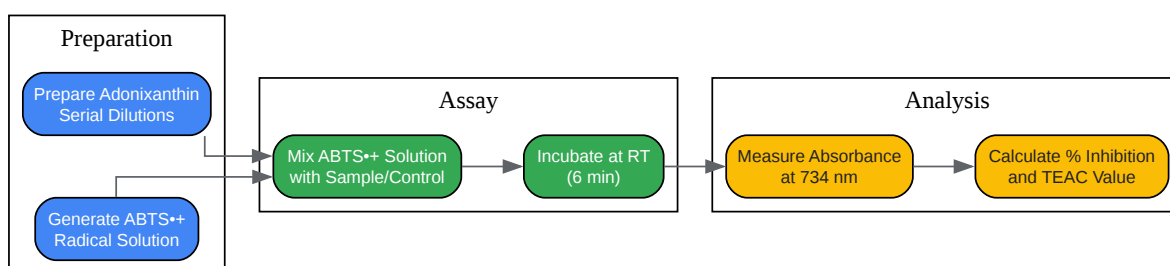 Preparation
Prepare Adonixanthin
Serial Dilutions
Generate ABTS•+
Radical Solution
Assay
Mix ABTS•+ Solution
with Sample/Control
Incubate at RT
(6 min)
Analysis
Measure Absorbance
at 734 nm
Calculate % Inhibition
and TEAC Value